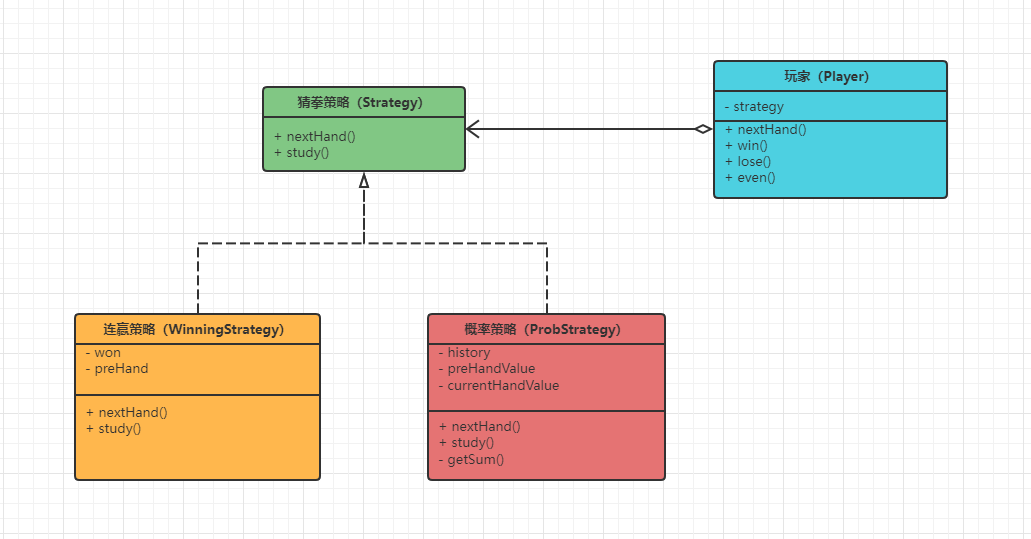 猜拳策略（Strategy）
+ nextHand()
+ study()
玩家（Player）
- strategy
+ nextHand()
+ win()
+ lose()
+ even()
连赢策略（WinningStrategy）
- won
- preHand
+ nextHand()
+ study()
概率策略（ProbStrategy）
- history
- preHandValue
- currentHandValue
+ nextHand()
+ study()
- getSum()